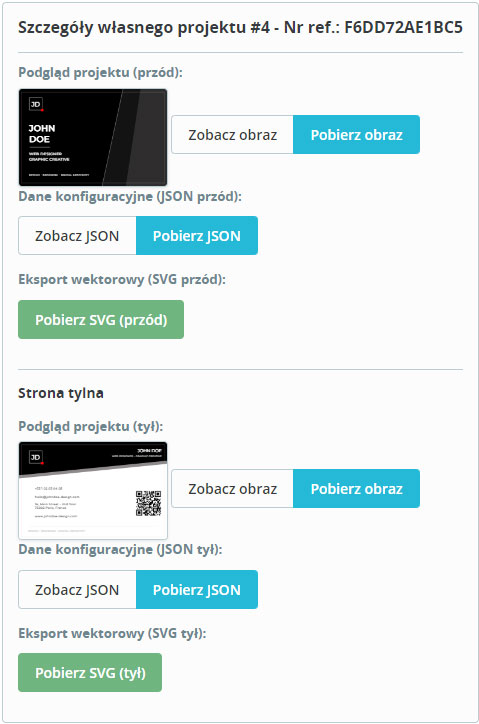 Szczegóły własnego projektu #4 - Nr ref.: F6DD72AE1BC5
Podgląd projektu (przód):
JD
JOHN
DOE
WEB DESIGNER
GRAPHIC CREATIVE
Zobacz obraz
Pobierz obraz
Dane konfiguracyjne (JSON przód):
Zobacz JSON
Pobierz JSON
Eksport wektorowy (SVG przód):
Pobierz SVG (przód)
Strona tylna
Podgląd projektu (tył):
JD
JOHN DOE
Zobacz obraz
Pobierz obraz
Dane konfiguracyjne (JSON tył):
Zobacz JSON
Pobierz JSON
Eksport wektorowy (SVG tył):
Pobierz SVG (tył)